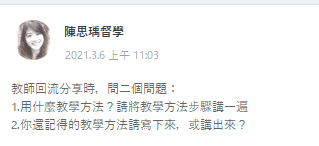 陳思瑀督學
2021.3.6 上午 11:03
教師回流分享時，問二個問題：
1.用什麼教學方法？請將教學方法步驟講一遍
2.你還記得的教學方法請寫下來，或講出來？